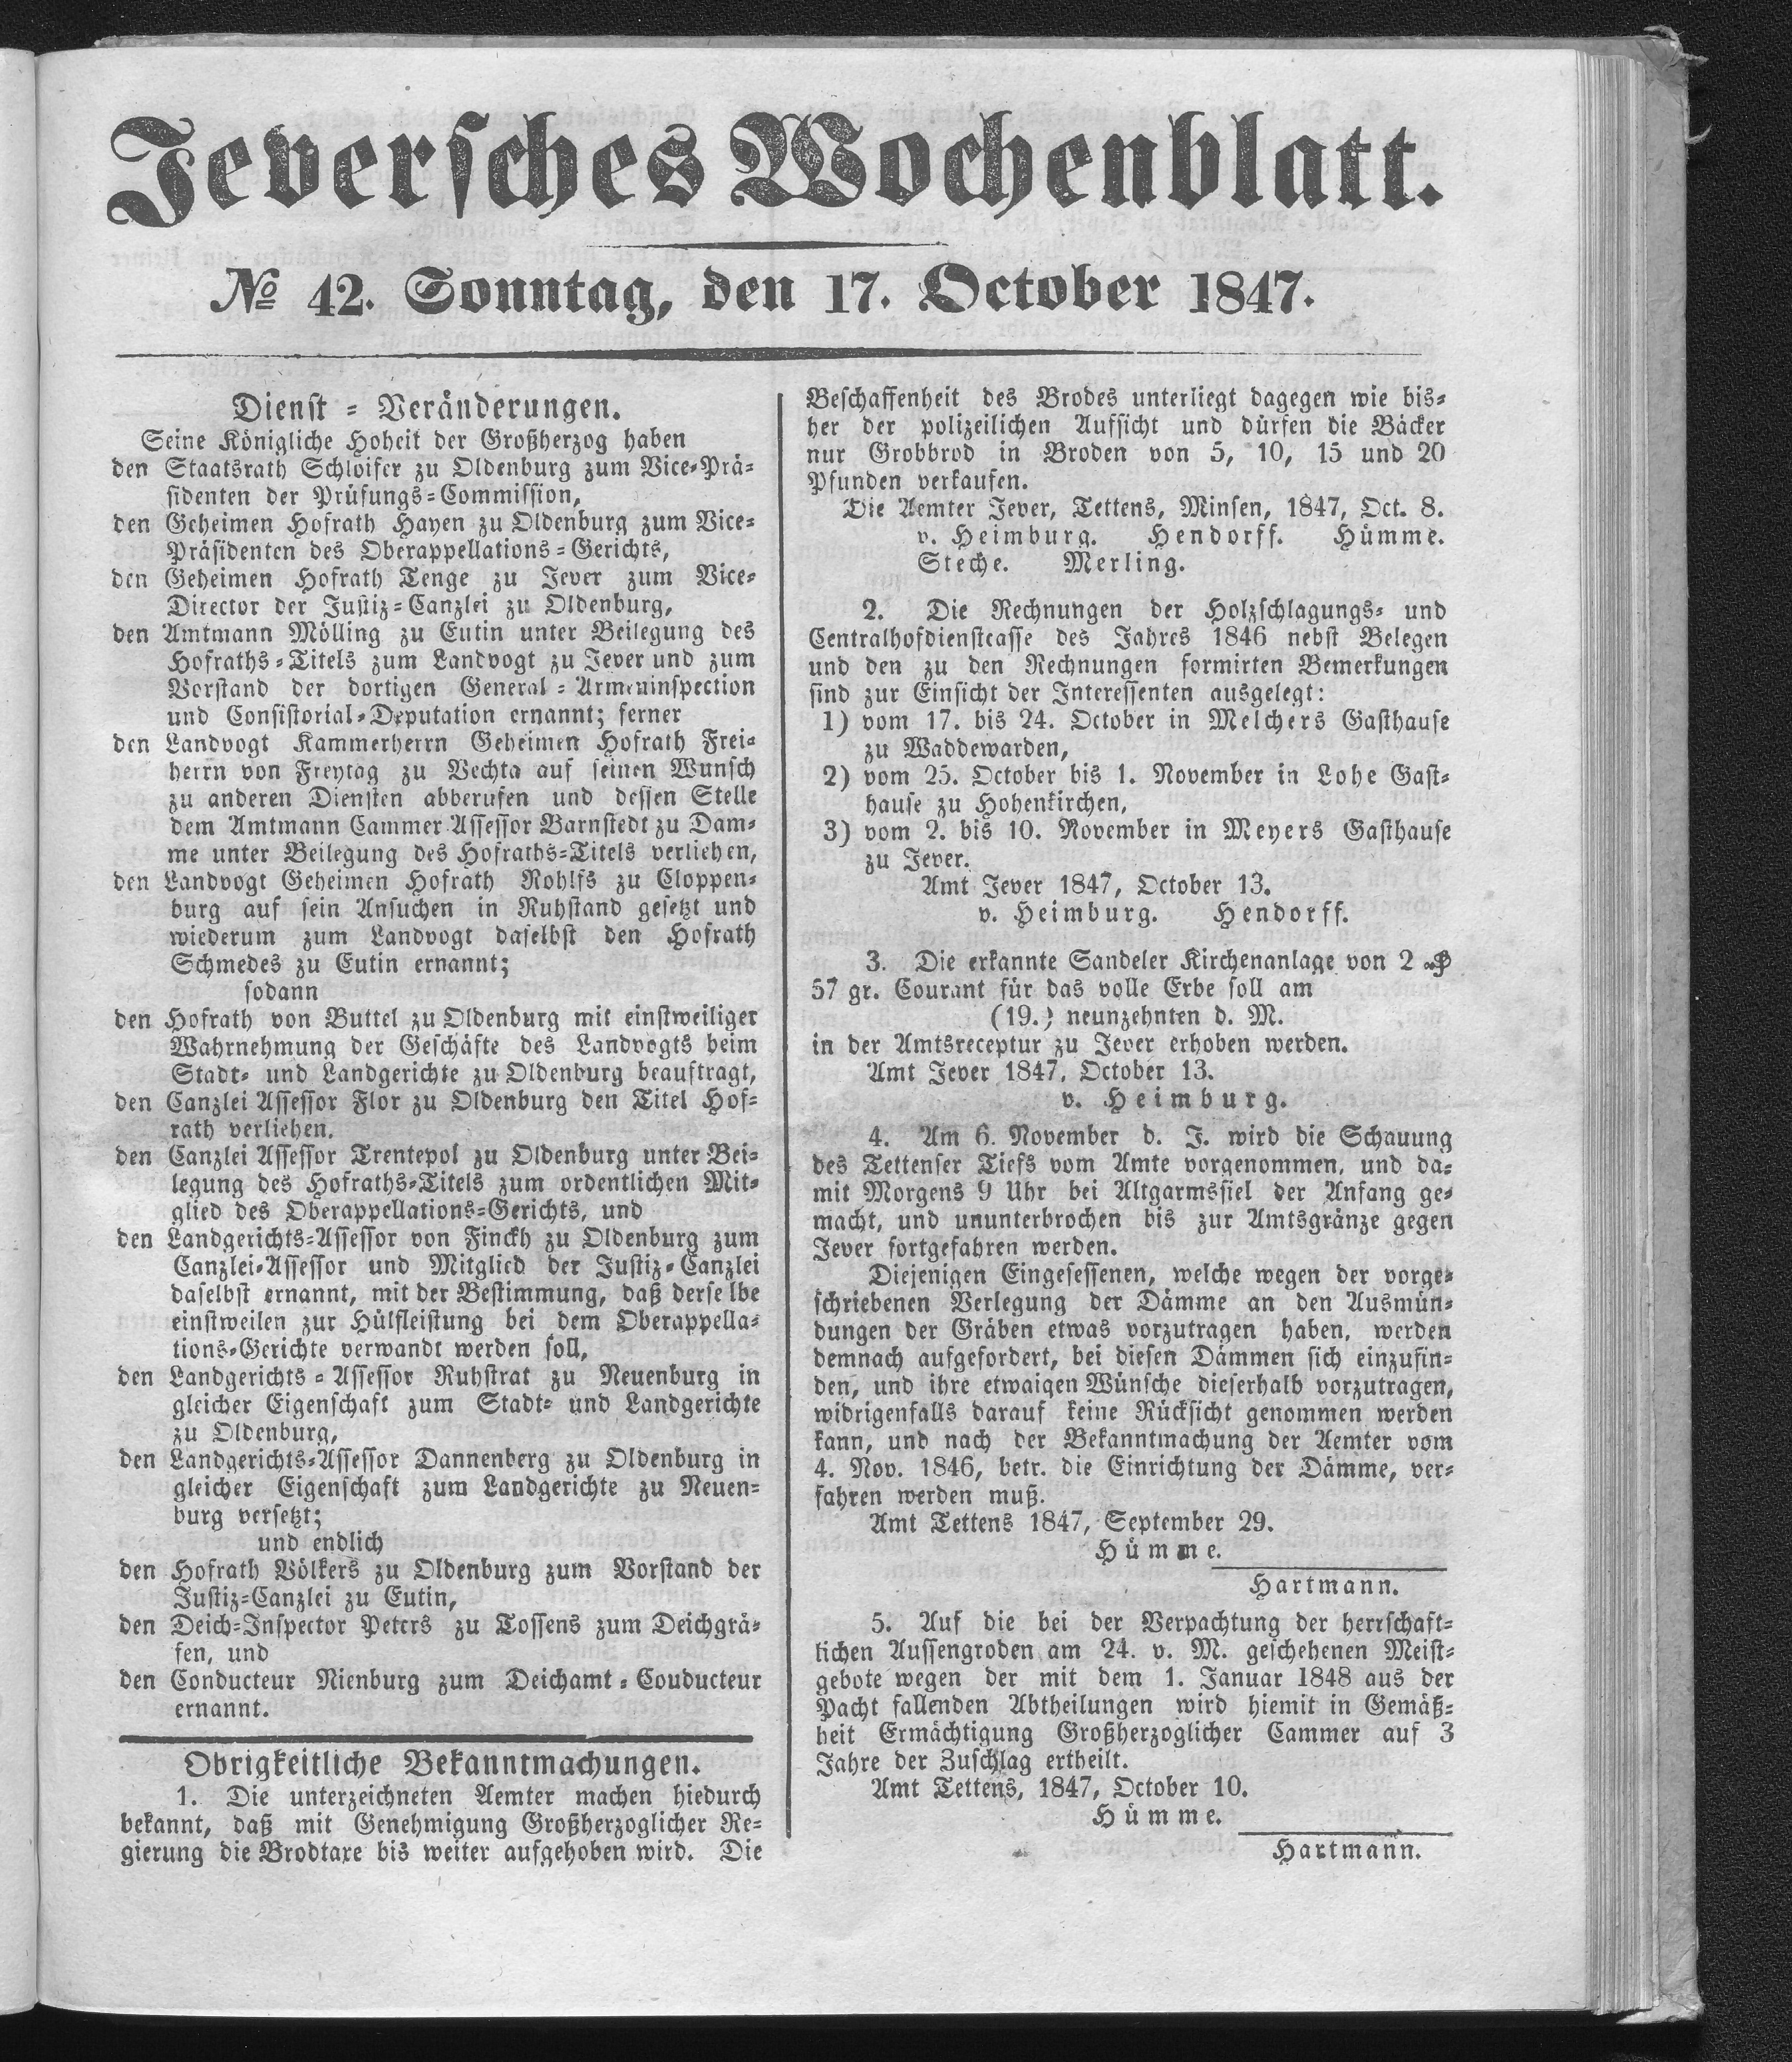 Jeversches Wochenblatt.
№ 42. Sonntag, den 17. October 1847.
Dienst = Veränderungen.
Seine Königliche Hoheit der Großherzog haben
den Staatsrath Schloifer zu Oldenburg zum Vice=Prä=
sidenten der Prüfungs=Commission,
den Geheimen Hofrath Hayen zu Oldenburg zum Vice=
Präsidenten des Oberappellations=Gerichts,
den Geheimen Hofrath Tenge zu Jever zum Vice=
Director der Justiz=Canzlei zu Oldenburg,
den Amtmann Mölling zu Eutin unter Beilegung des
Hofraths=Titels zum Landvogt zu Jever und zum
Vorstand der dortigen General = Armeninspection
und Consistorial=Deputation ernannt; ferner
den Landvogt Kammerherrn Geheimen Hofrath Frei=
herrn von Freytag zu Vechta auf seinen Wunsch
zu anderen Diensten abberufen und dessen Stelle
dem Amtmann Cammer Assessor Barnstedt zu Dam=
me unter Beilegung des Hofraths=Titels verliehen,
den Landvogt Geheimen Hofrath Rohlfs zu Cloppen=
burg auf sein Ansuchen in Ruhstand gesetzt und
wiederum zum Landvogt daselbst den Hofrath
Schmedes zu Eutin ernannt;
sodann
den Hofrath von Buttel zu Oldenburg mit einstweiliger
Wahrnehmung der Geschäfte des Landvogts beim
Stadt= und Landgerichte zu Oldenburg beauftragt,
den Canzlei Assessor Flor zu Oldenburg den Titel Hof=
rath verliehen.
den Canzlei Assessor Trentepol zu Oldenburg unter Bei=
legung des Hofraths=Titels zum ordentlichen Mit=
glied des Oberappellations=Gerichts, und
den Landgerichts=Assessor von Finckh zu Oldenburg zum
Canzlei=Assessor und Mitglied der Justiz=Canzlei
daselbst ernannt, mit der Bestimmung, daß derse lbe
einstweilen zur Hülfleistung bei dem Oberappella=
tions=Gerichte verwandt werden soll,
den Landgerichts = Assessor Ruhstrat zu Neuenburg in
gleicher Eigenschaft zum Stadt= und Landgerichte
zu Oldenburg,
den Landgerichts=Assessor Dannenberg zu Oldenburg in
gleicher Eigenschaft zum Landgerichte zu Neuen=
burg versetzt;
und endlich
den Hofrath Völkers zu Oldenburg zum Vorstand der
Justiz=Canzlei zu Eutin,
den Deich=Inspector Peters zu Tossens zum Deichgrä=
fen, und
den Conducteur Nienburg zum Deichamt = Couducteur
ernannt.
Obrigkeitliche Bekanntmachungen.
1. Die unterzeichneten Aemter machen hiedurch
bekannt, daß mit Genehmigung Großherzoglicher Re=
gierung die Brodtaxe bis weiter aufgehoben wird. Die
Beschaffenheit des Brodes unterliegt dagegen wie bis=
her der polizeilichen Aufsicht und dürfen die Bäcker
nur Grobbrod in Broden von 5, 10, 15 und 20
Pfunden verkaufen.
Die Aemter Jever, Tettens, Minsen, 1847, Oct. 8.
v. Heimburg. Hendorff. Hümme.
Steche. Merling.
2. Die Rechnungen der Holzschlagungs= und
Centralhofdienstcasse des Jahres 1846 nebst Belegen
und den zu den Rechnungen formirten Bemerkungen
sind zur Einsicht der Interessenten ausgelegt:
1) vom 17. bis 24. October in Melchers Gasthause
zu Waddewarden,
2) vom 25. October bis 1. November in Lohe Gast=
hause zu Hohenkirchen,
3) vom 2. bis 10. November in Meyers Gasthause
zu Jever.
Amt Jever 1847, October 13.
v. Heimburg. Hendorff.
3. Die erkannte Sandeler Kirchenanlage von 2 ₰
57 gr. Courant für das volle Erbe soll am
(19.) neunzehnten d. M.
in der Amtsreceptur zu Jever erhoben werden.
Amt Jever 1847, October 13.
v. Heimburg.
4. Am 6. November d. J. wird die Schauung
des Tettenser Tiefs vom Amte vorgenommen, und da=
mit Morgens 9 Uhr bei Altgarmssiel der Anfang ge=
macht, und ununterbrochen bis zur Amtsgränze gegen
Jever fortgefahren werden.
Diejenigen Eingesessenen, welche wegen der vorge=
schriebenen Verlegung der Dämme an den Ausmün=
dungen der Gräben etwas vorzutragen haben, werden
demnach aufgefordert, bei diesen Dämmen sich einzufin=
den, und ihre etwaigen Wünsche dieserhalb vorzutragen,
widrigenfalls darauf keine Rücksicht genommen werden
kann, und nach der Bekanntmachung der Aemter vom
4. Nov. 1846, betr. die Einrichtung der Dämme, ver=
fahren werden muß.
Amt Tettens 1847, September 29.
Hümme.
Hartmann.
5. Auf die bei der Verpachtung der herrschaft=
lichen Aussengroden am 24. v. M. geschehenen Meist=
gebote wegen der mit dem 1. Januar 1848 aus der
Pacht fallenden Abtheilungen wird hiemit in Gemäß=
heit Ermächtigung Großherzoglicher Cammer auf 3
Jahre der Zuschlag ertheilt.
Amt Tettens, 1847, October 10.
Hümme.
Hartmann.